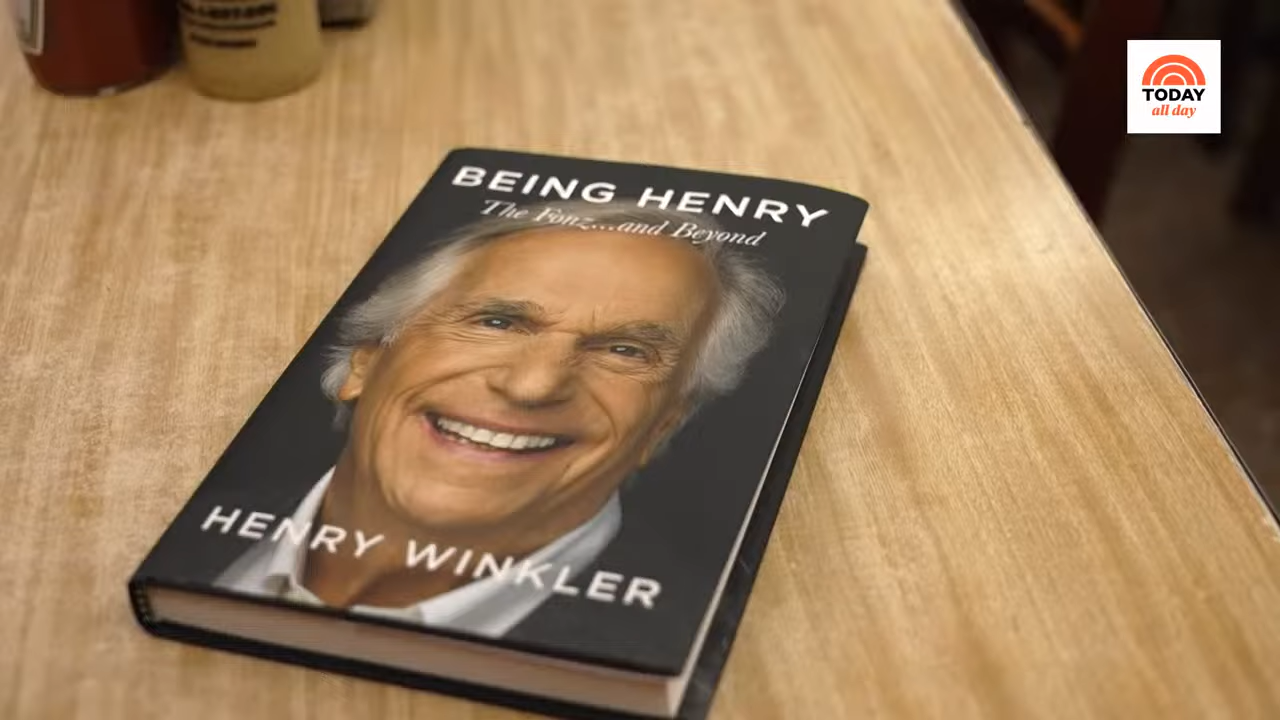 BEING HENRY
The Fonz...and Beyond
HENRY WINKLER
TODAY
all day